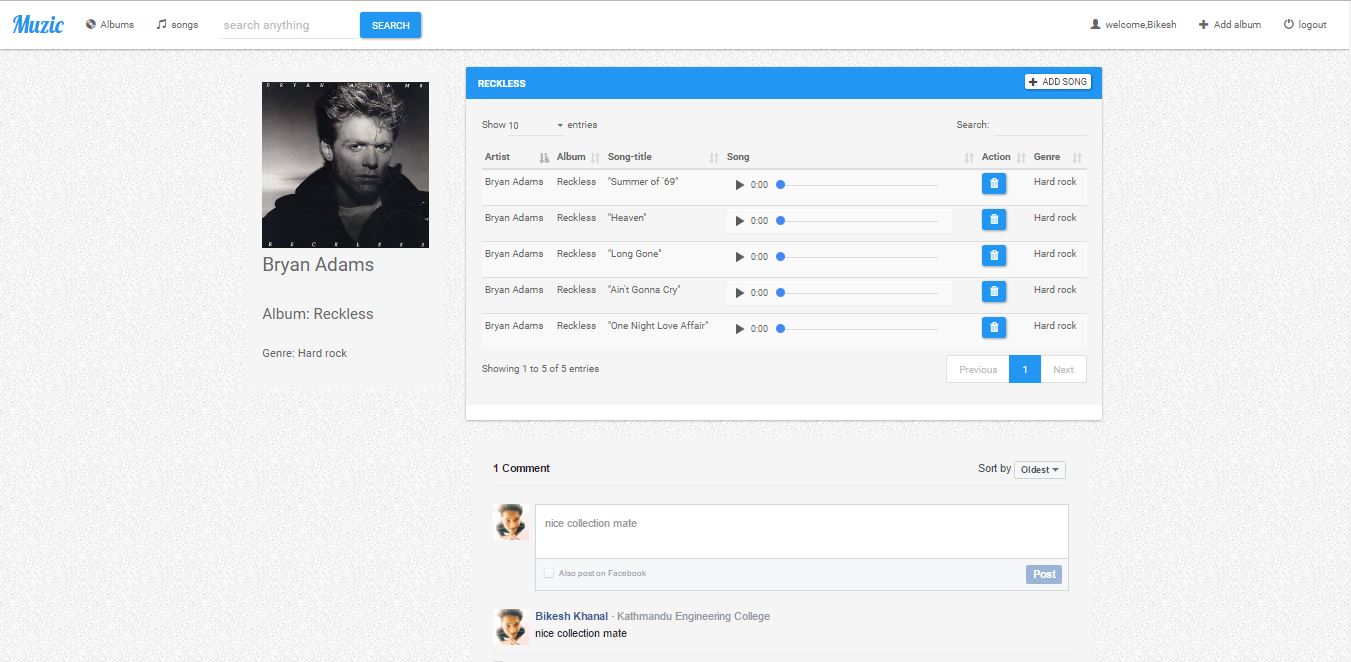 Muzic Albums songs search anything SEARCH welcome,Bikesh Add album logout
BRYAN ADAMS
RECKLESS
Bryan Adams
Album: Reckless
Genre: Hard rock
RECKLESS ADD SONG
Show 10 entries Search:
Artist Album Song-title Song Action Genre
Bryan Adams Reckless "Summer of '69" 0:00 Hard rock
Bryan Adams Reckless "Heaven" 0:00 Hard rock
Bryan Adams Reckless "Long Gone" 0:00 Hard rock
Bryan Adams Reckless "Ain't Gonna Cry" 0:00 Hard rock
Bryan Adams Reckless "One Night Love Affair" 0:00 Hard rock
Showing 1 to 5 of 5 entries Previous 1 Next
1 Comment Sort by Oldest
nice collection mate
Also post on Facebook Post
Bikesh Khanal · Kathmandu Engineering College
nice collection mate